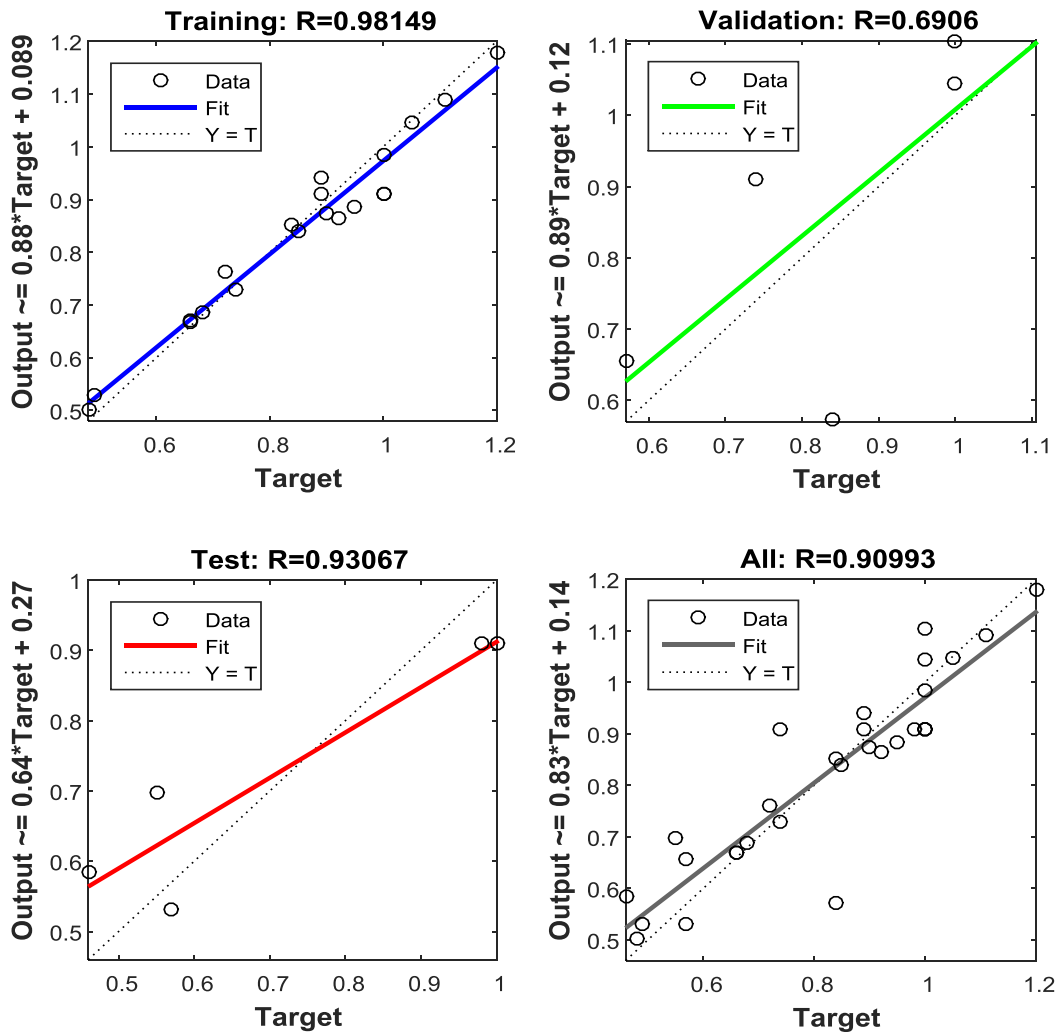 Training: R=0.98149
Output ~= 0.88*Target + 0.089
1.2
1.1
1
0.9
0.8
0.7
0.6
0.5
Data
Fit
Y = T
0.6
0.8
1
1.2
Target
Validation: R=0.6906
Output ~= 0.89*Target + 0.12
1.1
1
0.9
0.8
0.7
0.6
Data
Fit
Y = T
0.6
0.7
0.8
0.9
1
1.1
Target
Test: R=0.93067
Output ~= 0.64*Target + 0.27
1
0.9
0.8
0.7
0.6
0.5
Data
Fit
Y = T
0.5
0.6
0.7
0.8
0.9
1
Target
All: R=0.90993
Output ~= 0.83*Target + 0.14
1.2
1.1
1
0.9
0.8
0.7
0.6
0.5
Data
Fit
Y = T
0.6
0.8
1
1.2
Target